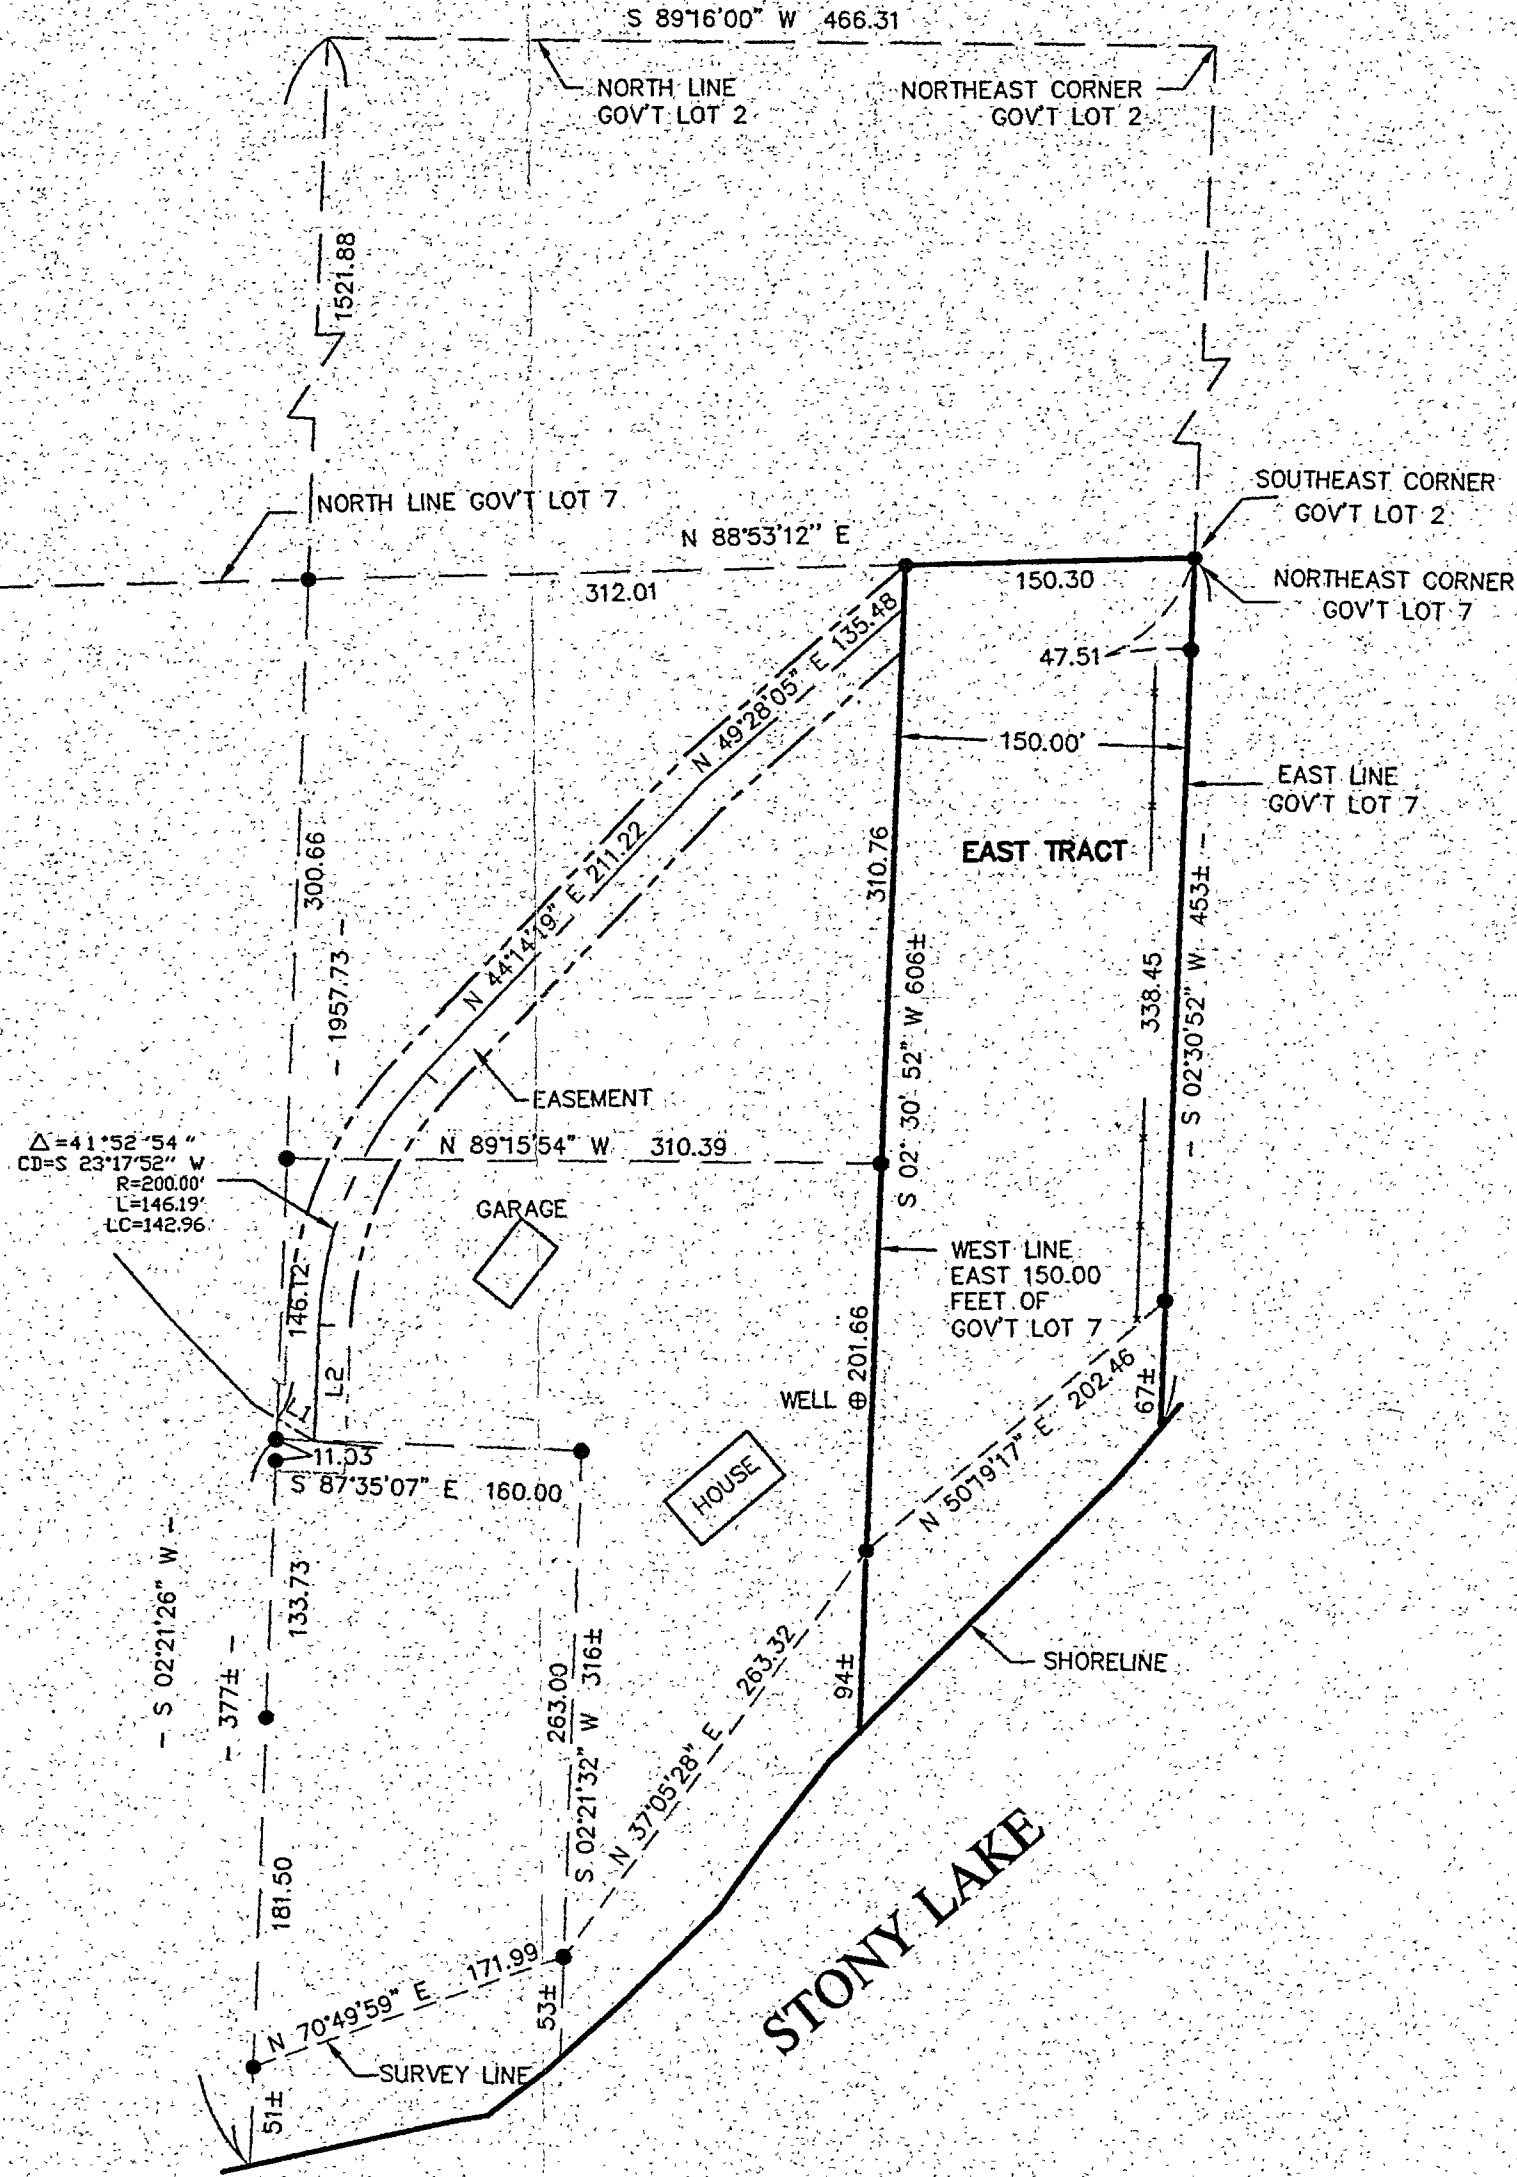 S 89°16'00" W 466.31
NORTH LINE
GOV'T LOT 2
NORTHEAST CORNER
GOV'T LOT 2
1521.88
NORTH LINE GOV'T LOT 7
SOUTHEAST CORNER
GOV'T LOT 2
N 88°53'12" E
312.01
150.30
NORTHEAST CORNER
GOV'T LOT 7
47.51
N 49°28'05" E 135.48
150.00'
EAST LINE
GOV'T LOT 7
EAST TRACT
310.76
300.66
- 1957.73 -
N 44°14'19" E 211.22
S 02° 30' 52" W 606±
338.45
- S 02°30'52" W 453± -
EASEMENT
N 89°15'54" W 310.39
Δ=41°52'54"
CD=S 23°17'52" W
R=200.00'
L=146.19'
LC=142.96
GARAGE
146.12
WEST LINE
EAST 150.00
FEET OF
GOV'T LOT 7
201.66
WELL
L2
L1
67±
N 50°19'17" E 202.46
11.03
S 87°35'07" E 160.00
HOUSE
- S 02°21'26" W -
- 377± -
133.73
263.00
S 02°21'32" W 316±
N 37°05'28" E 263.32
94±
SHORELINE
181.50
STONY LAKE
N 70°49'59" E 171.99
53±
SURVEY LINE
51±